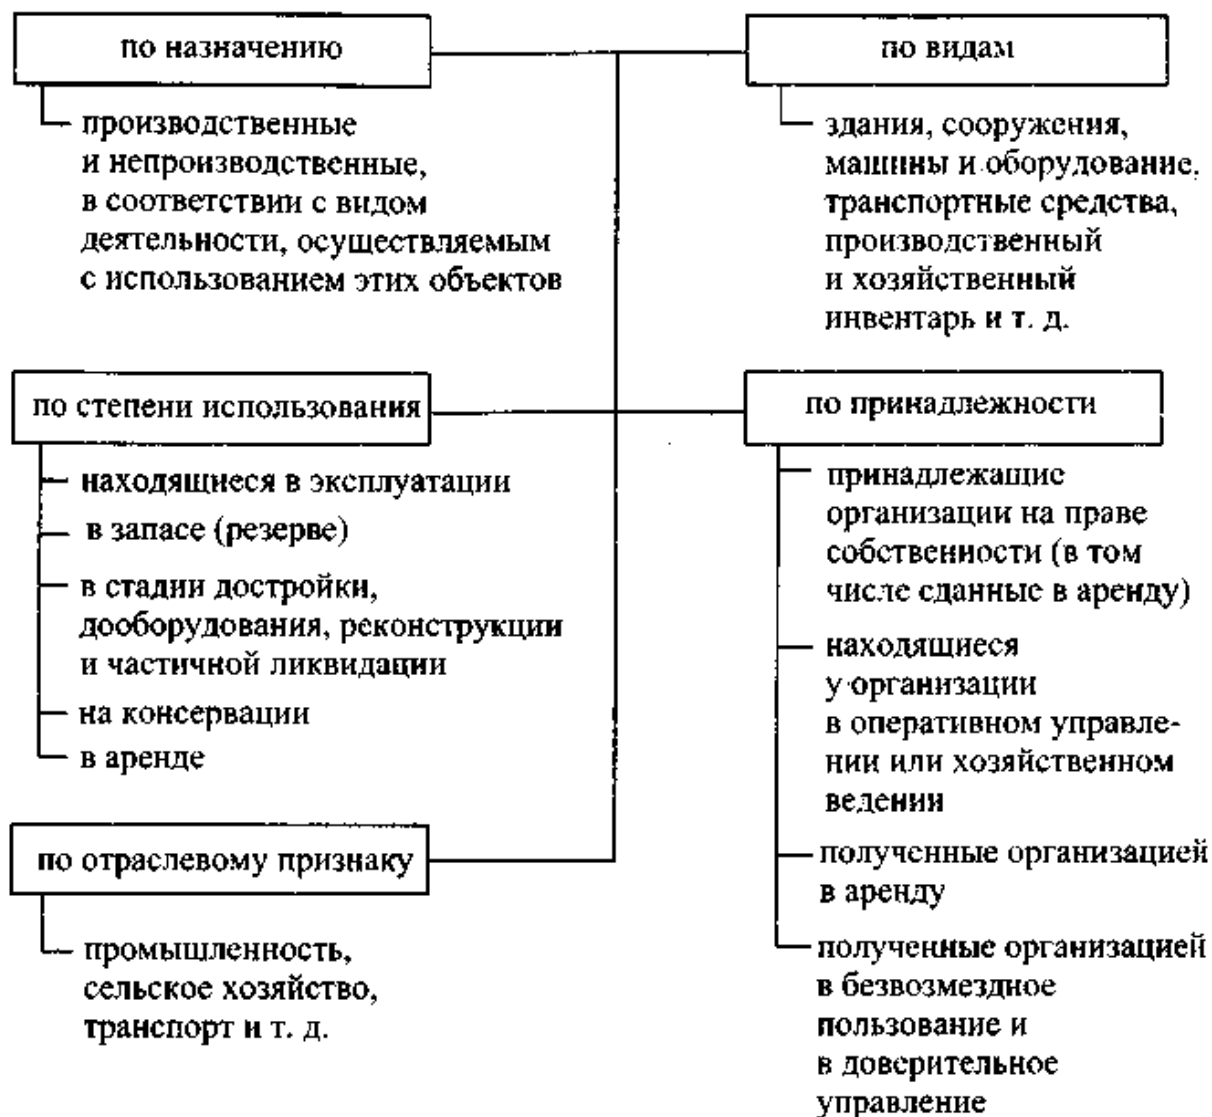 по назначению
производственные
и непроизводственные,
в соответствии с видом
деятельности, осуществляемым
с использованием этих объектов
по видам
здания, сооружения,
машины и оборудование,
транспортные средства,
производственный
и хозяйственный
инвентарь и т. д.
по степени использования
находящиеся в эксплуатации
в запасе (резерве)
в стадии достройки,
дооборудования, реконструкции
и частичной ликвидации
на консервации
в аренде
по принадлежности
принадлежащие
организации на праве
собственности (в том
числе сданные в аренду)
находящиеся
у организации
в оперативном управле-
нии или хозяйственном
ведении
полученные организацией
в аренду
полученные организацией
в безвозмездное
пользование и
в доверительное
управление
по отраслевому признаку
промышленность,
сельское хозяйство,
транспорт и т. д.